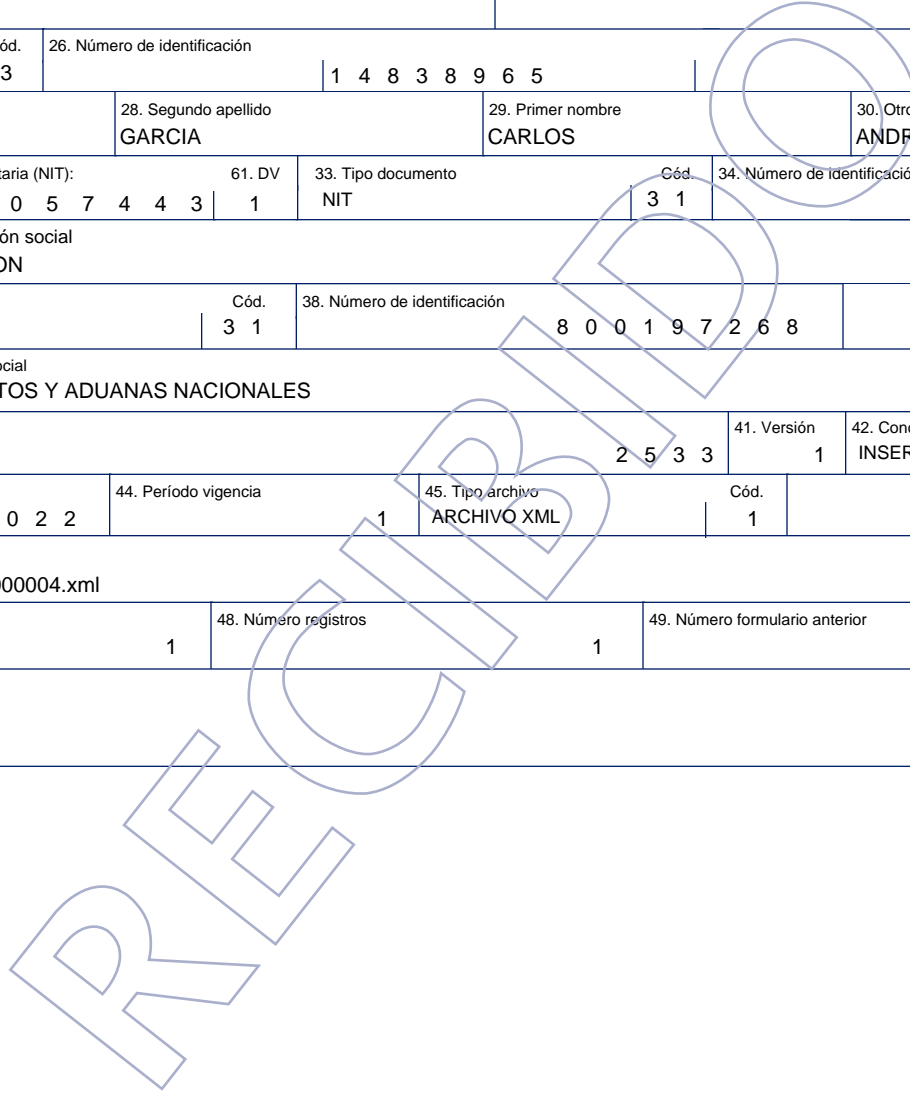 ód. 26. Número de identificación
3 1 4 8 3 8 9 6 5
28. Segundo apellido 29. Primer nombre 30. Otro
GARCIA CARLOS ANDR
taria (NIT): 61. DV 33. Tipo documento Cód. 34. Número de identificació
0 5 7 4 4 3 1 NIT 3 1
ón social
ON
Cód. 38. Número de identificación
3 1 8 0 0 1 9 7 2 6 8
ocial
TOS Y ADUANAS NACIONALES
41. Versión 42. Conc
2 5 3 3 1 INSER
44. Período vigencia 45. Tipo archivo Cód.
0 2 2 1 ARCHIVO XML 1
000004.xml
48. Número registros 49. Número formulario anterior
1 1
RECIBIDO